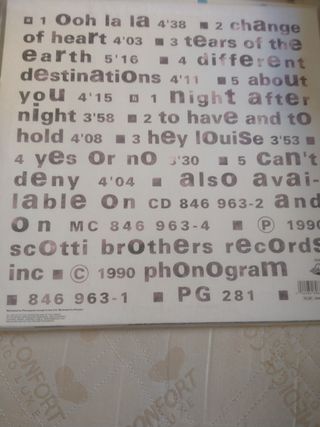 a 1 Ooh la la 4'38 2 change
of heart 4'03 3 tears of the
earth 5'16 4 different
destinations 4'11 5 about
you 4'15 b 1 night after
night 3'58 2 to have and to
hold 4'08 3 hey louise 3'53
4 yes or no 3'30 5 Can't
deny 4'04 also avai-
lable on CD 846 963-2 and
on MC 846 963-4 Ⓟ 1990
scotti brothers records
inc © 1990 phonogram
846 963-1 PG 281
CONFORT
CONFORT